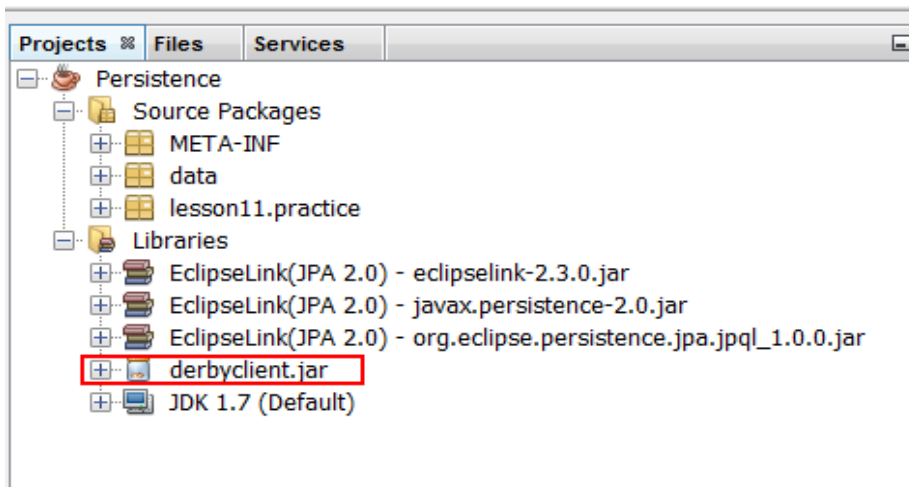 Projects Files Services
Persistence
Source Packages
META-INF
data
lesson11.practice
Libraries
EclipseLink(JPA 2.0) - eclipselink-2.3.0.jar
EclipseLink(JPA 2.0) - javax.persistence-2.0.jar
EclipseLink(JPA 2.0) - org.eclipse.persistence.jpa.jpql_1.0.0.jar
derbyclient.jar
JDK 1.7 (Default)